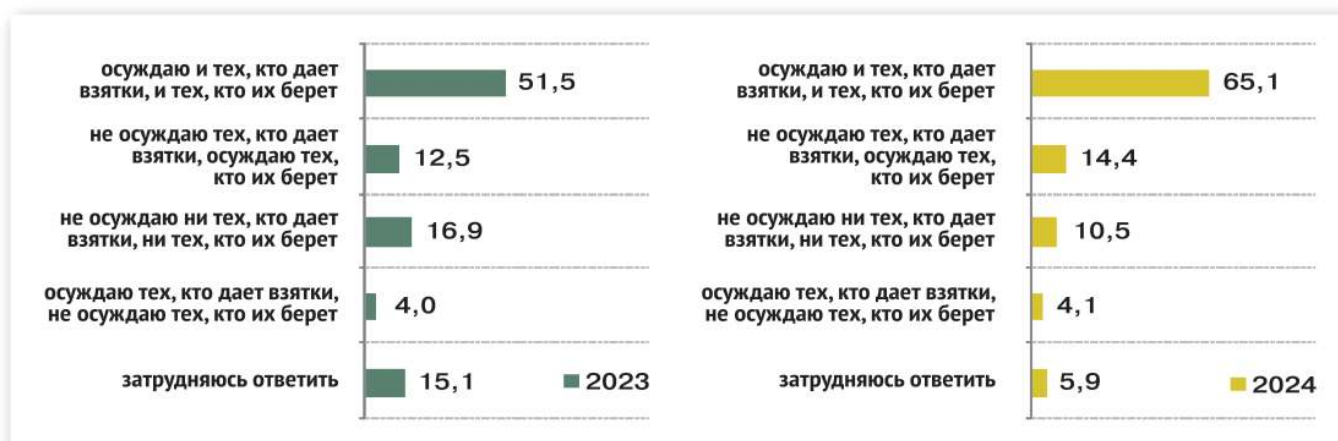 осуждаю и тех, кто дает
взятки, и тех, кто их берет
51,5
не осуждаю тех, кто дает
взятки, осуждаю тех,
кто их берет
12,5
не осуждаю ни тех, кто дает
взятки, ни тех, кто их берет
16,9
осуждаю тех, кто дает взятки,
не осуждаю тех, кто их берет
4,0
затрудняюсь ответить
15,1
2023
осуждаю и тех, кто дает
взятки, и тех, кто их берет
65,1
не осуждаю тех, кто дает
взятки, осуждаю тех,
кто их берет
14,4
не осуждаю ни тех, кто дает
взятки, ни тех, кто их берет
10,5
осуждаю тех, кто дает взятки,
не осуждаю тех, кто их берет
4,1
затрудняюсь ответить
5,9
2024